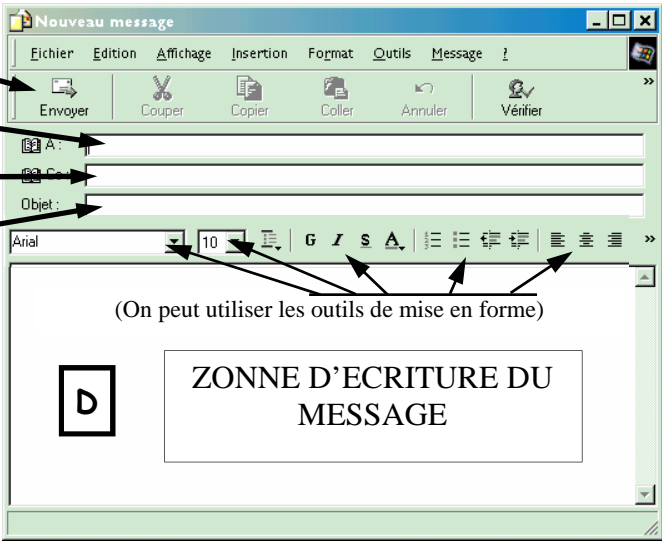 Nouveau message
Fichier Edition Affichage Insertion Format Outils Message ?
Envoyer Couper Copier Coller Annuler Vérifier »
A :
Cc :
Objet :
Arial 10 G I S A »
(On peut utiliser les outils de mise en forme)
D
ZONNE D'ECRITURE DU
MESSAGE